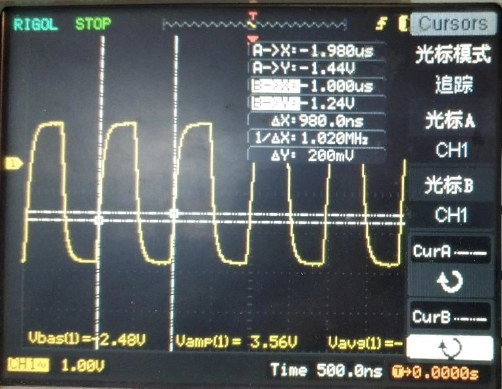 RIGOL STOP
Cursors
A->X:-1.980us
A->Y:-1.44V
B->X:-1.000us
B->Y:-1.24V
ΔX: 980.0ns
1/ΔX: 1.020MHz
ΔY: 200mV
光标模式
追踪
光标A
CH1
光标B
CH1
CurA
CurB
Vbas(1)=-2.48V Vamp(1)= 3.56V Vavg(1)=-
CH1 1.00V Time 500.0ns T→0.0000s